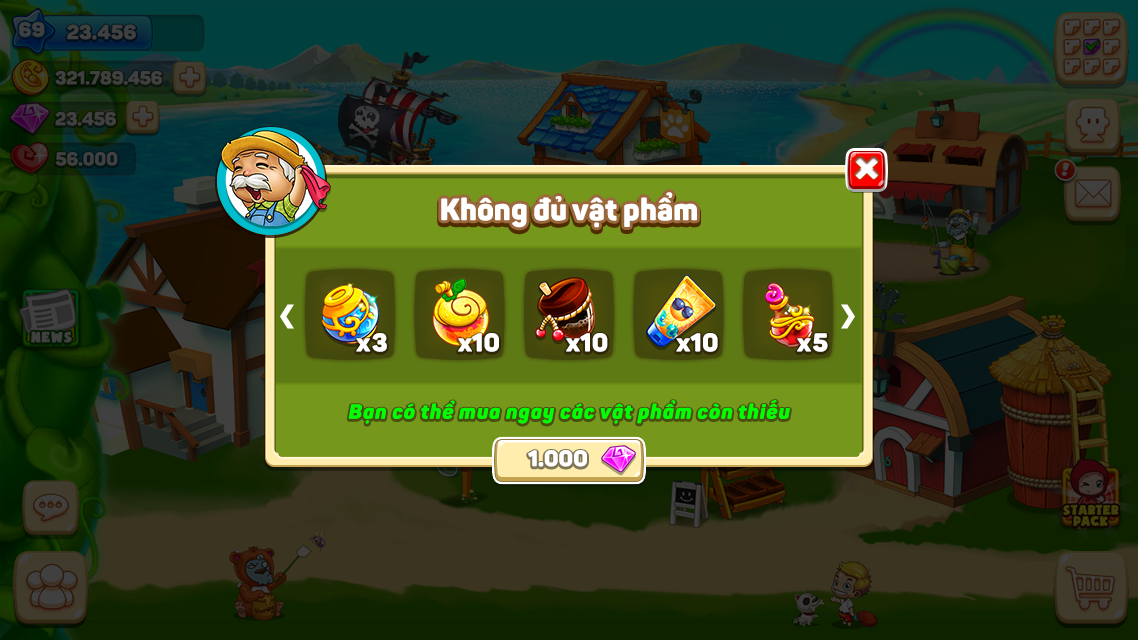 69 23.456
321.789.456
23.456
56.000
Không đủ vật phẩm
x3 x10 x10 x10 x5
Bạn có thể mua ngay các vật phẩm còn thiếu
1.000
NEWS
STARTER
PACK